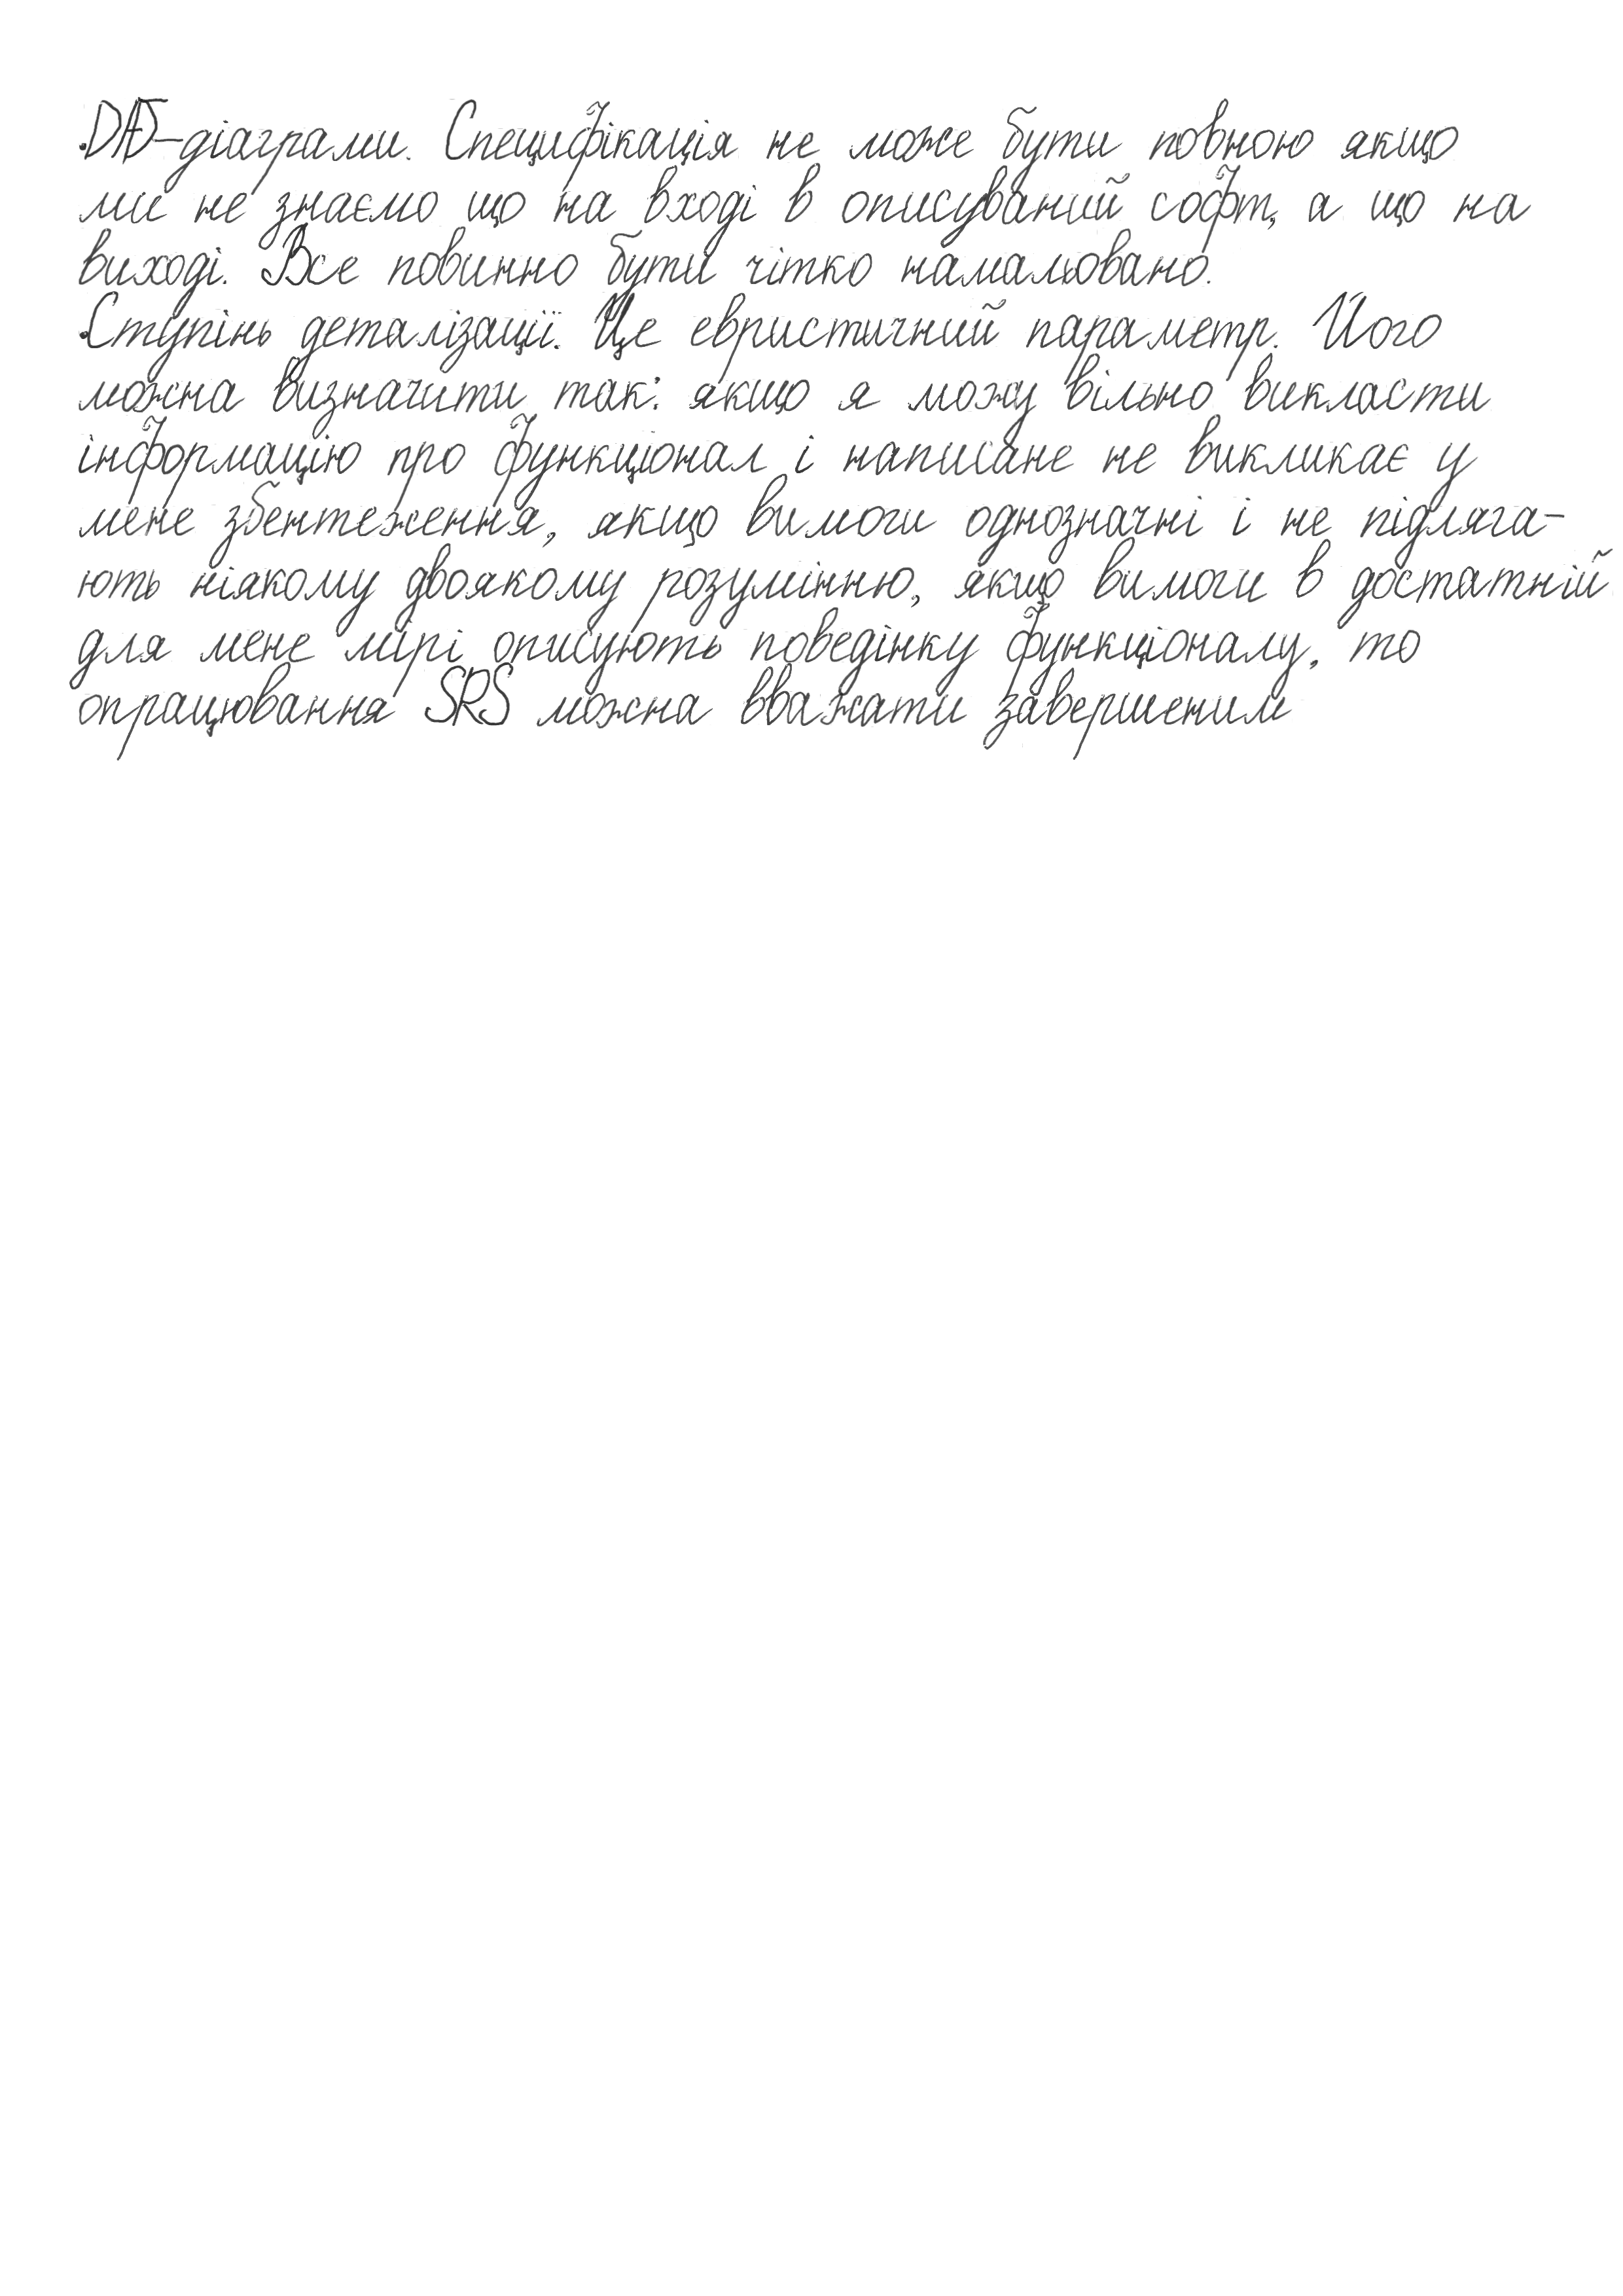 .DFD-діаграми. Специфікація не може бути повною якщо
ми не знаємо що на вході в описуваний софт, а що на
виході. Все повинно бути чітко намальовано.
.Ступінь деталізації. Це евристичний параметр. Його
можна визначити так: якщо я можу вільно викласти
інформацію про функціонал і написане не викликає у
мене збентеження, якщо вимоги однозначні і не підляга-
ють ніякому двоякому розумінню, якщо вимоги в достатній
для мене мірі описують поведінку функціоналу, то
опрацювання SRS можна вважати завершеним